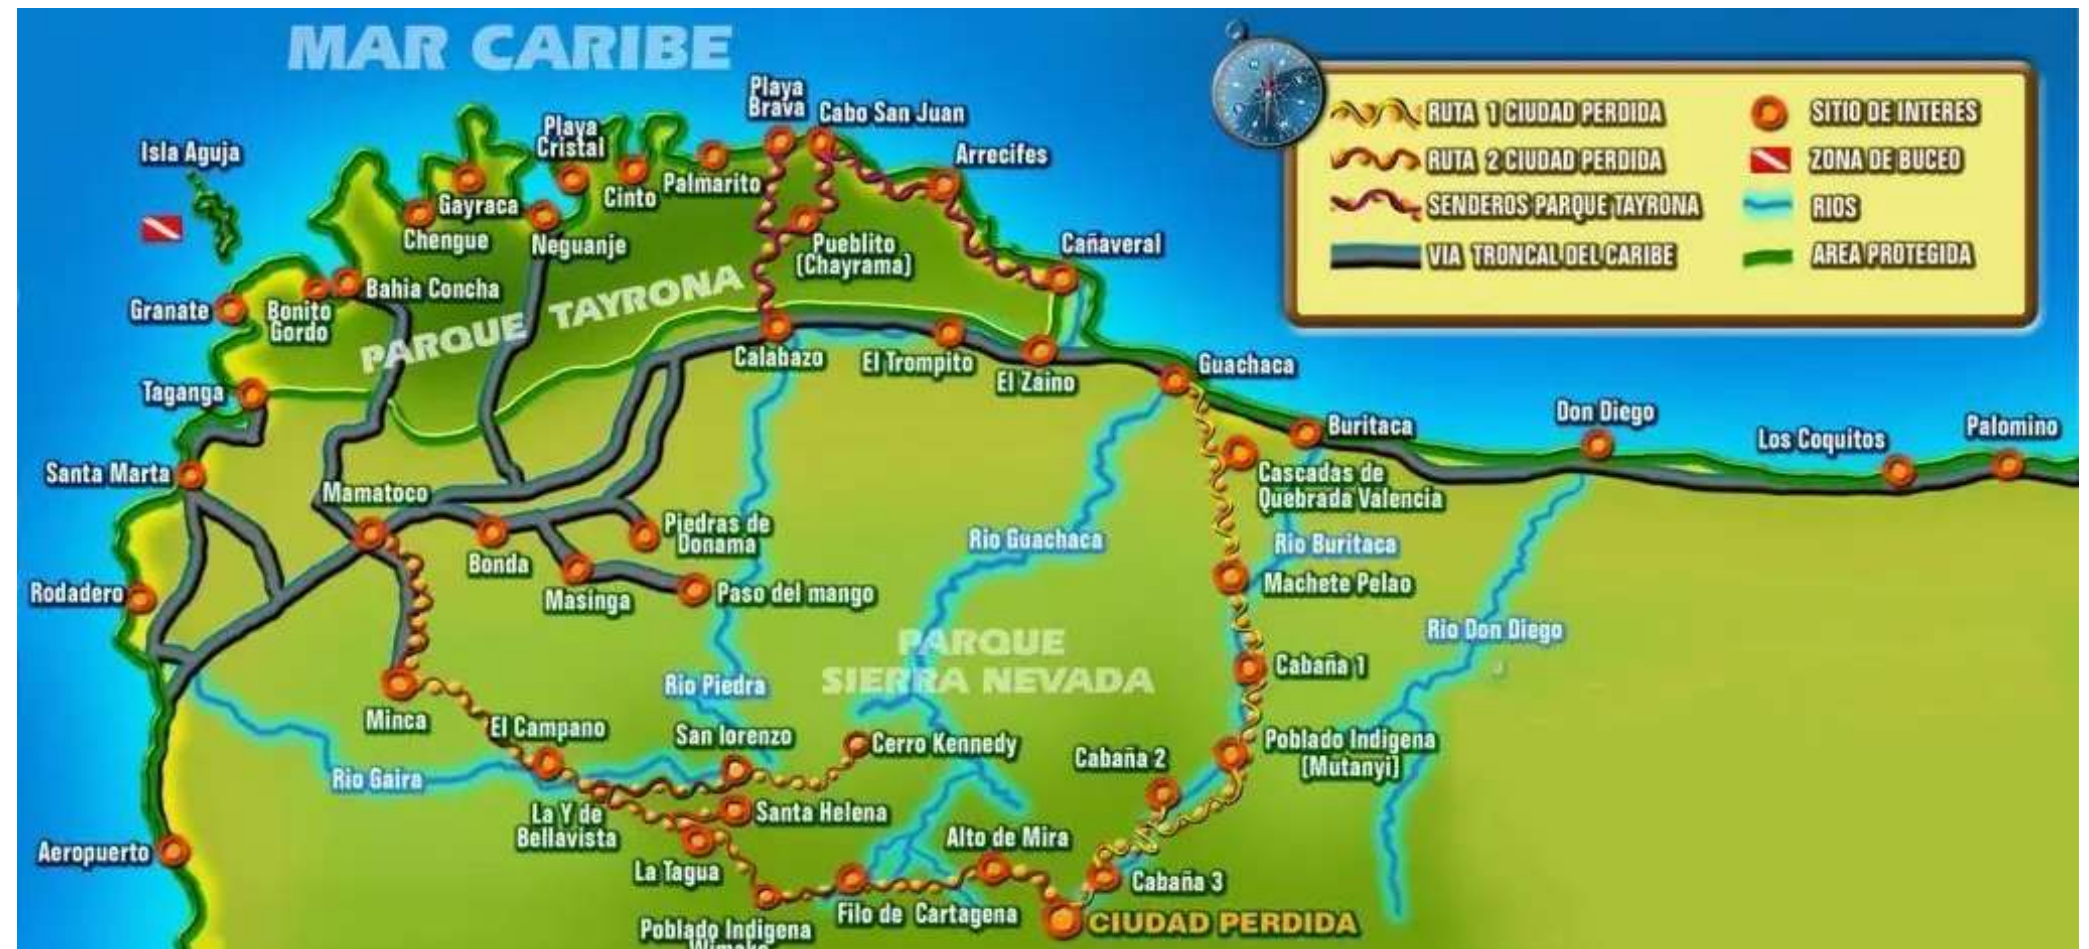 MAR CARIBE
RUTA 1 CIUDAD PERDIDA
RUTA 2 CIUDAD PERDIDA
SENDEROS PARQUE TAYRONA
VIA TRONCAL DEL CARIBE
SITIO DE INTERES
ZONA DE BUCEO
RIOS
AREA PROTEGIDA
Isla Aguja
Playa
Cristal
Playa
Brava
Cabo San Juan
Arrecifes
Gayraca
Cinto
Palmarito
Chengue
Neguanje
Pueblito
(Chayrama)
Cañaveral
Granate
Bonito
Gordo
Bahia Concha
PARQUE TAYRONA
Taganga
Calabazo
El Trompito
El Zaino
Guachaca
Buritaca
Don Diego
Los Coquitos
Palomino
Santa Marta
Mamatoco
Cascadas de
Quebrada Valencia
Bonda
Piedras de
Donama
Rio Guachaca
Rio Buritaca
Rodadero
Masinga
Paso del mango
Machete Pelao
PARQUE
SIERRA NEVADA
Rio Don Diego
Cabaña 1
Rio Piedra
Minca
El Campano
San lorenzo
Cerro Kennedy
Cabaña 2
Poblado Indigena
(Mutanyi)
Rio Gaira
La Y de
Bellavista
Santa Helena
Aeropuerto
La Tagua
Alto de Mira
Cabaña 3
Filo de Cartagena
CIUDAD PERDIDA
Poblado Indigena